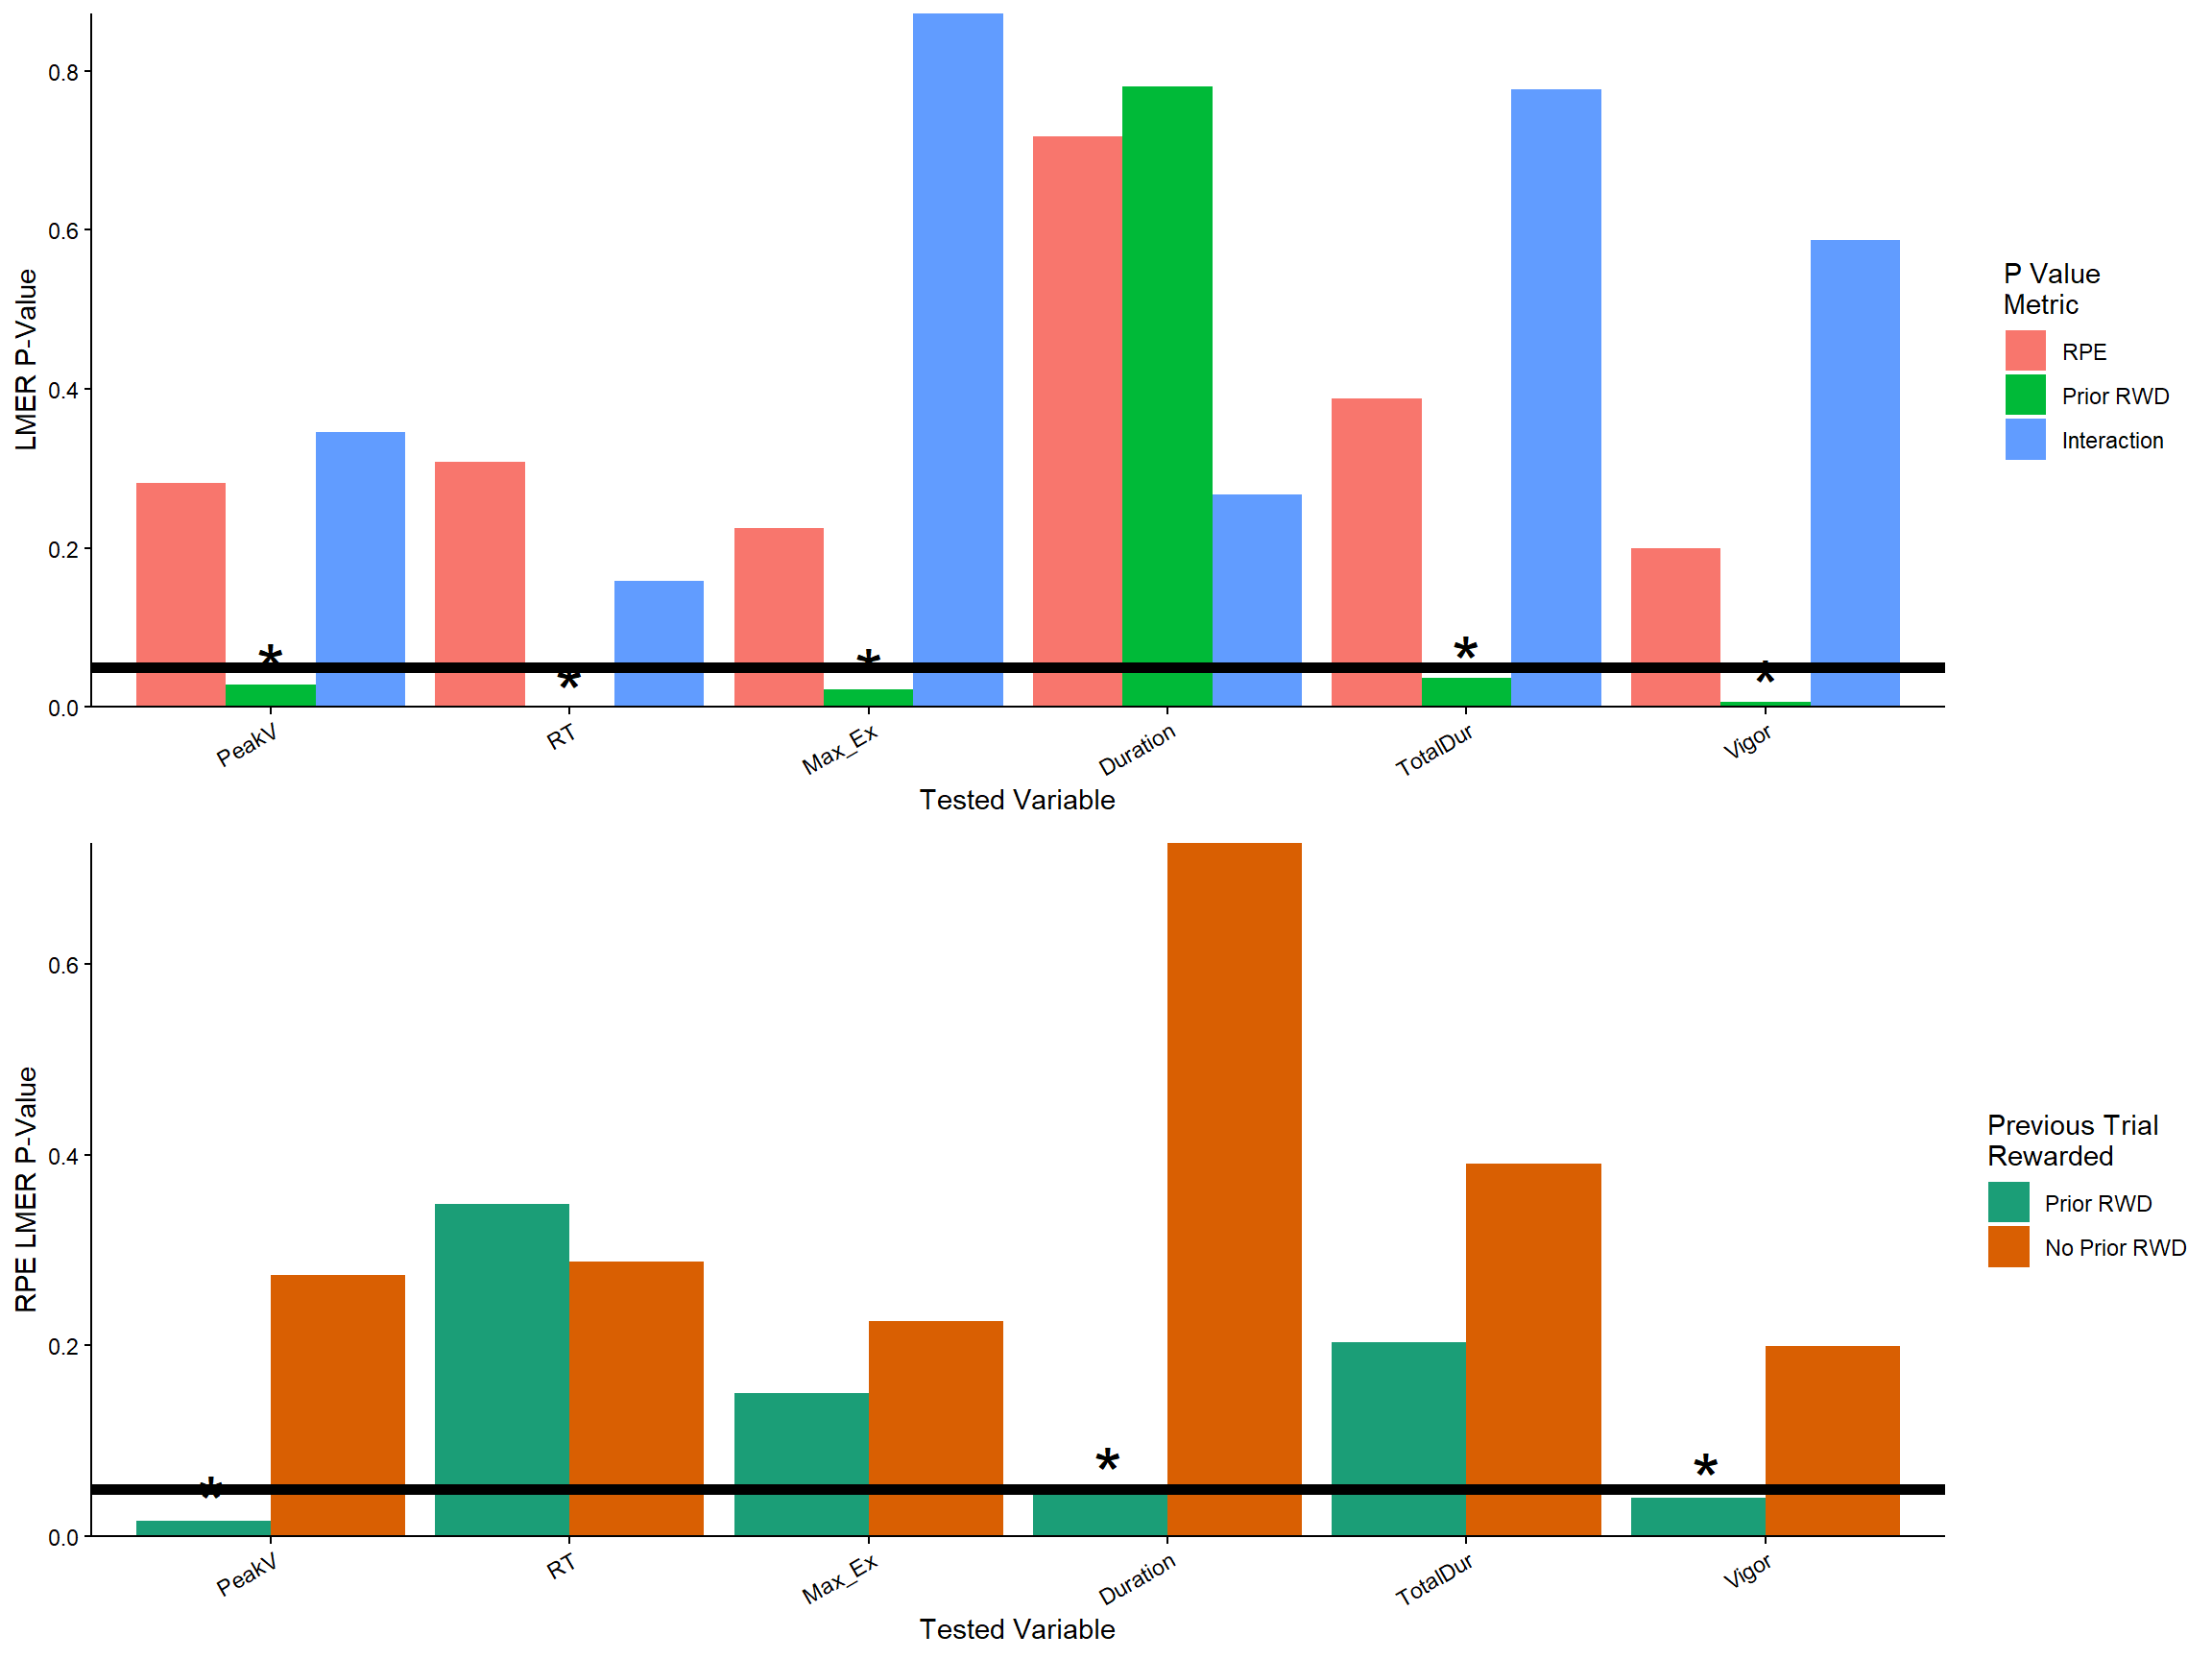 LMER P-Value
0.8
0.6
0.4
0.2
0.0
*
*
*
*
*
PeakV
RT
Max_Ex
Duration
TotalDur
Vigor
Tested Variable
P Value
Metric
RPE
Prior RWD
Interaction
RPE LMER P-Value
0.6
0.4
0.2
0.0
*
*
*
PeakV
RT
Max_Ex
Duration
TotalDur
Vigor
Tested Variable
Previous Trial
Rewarded
Prior RWD
No Prior RWD